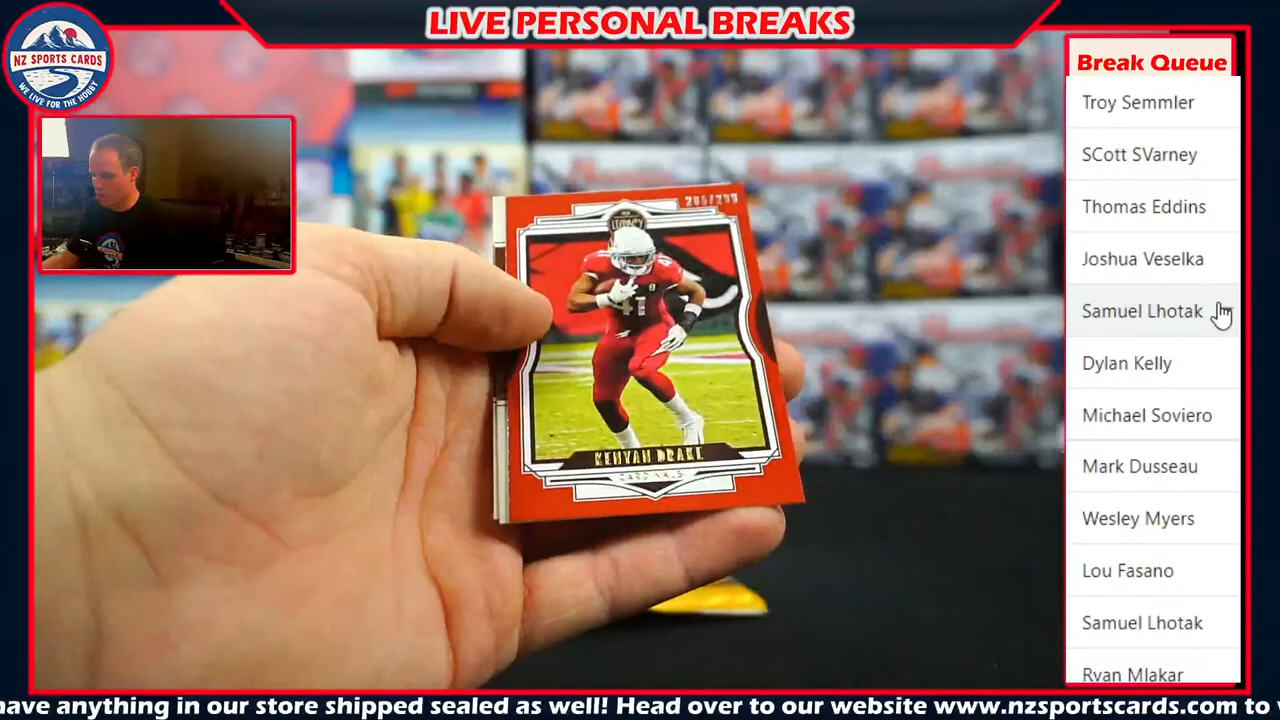 LIVE PERSONAL BREAKS
NZ SPORTS CARDS
WE LIVE FOR THE HOBBY
Break Queue
Troy Semmler
SCott SVarney
Thomas Eddins
Joshua Veselka
Samuel Lhotak
Dylan Kelly
Michael Soviero
Mark Dusseau
Wesley Myers
Lou Fasano
Samuel Lhotak
Ryan Mlakar
LEGACY
41
KENYAN DRAKE
CARDINALS
have anything in our store shipped sealed as well! Head over to our website www.nzsportscards.com to